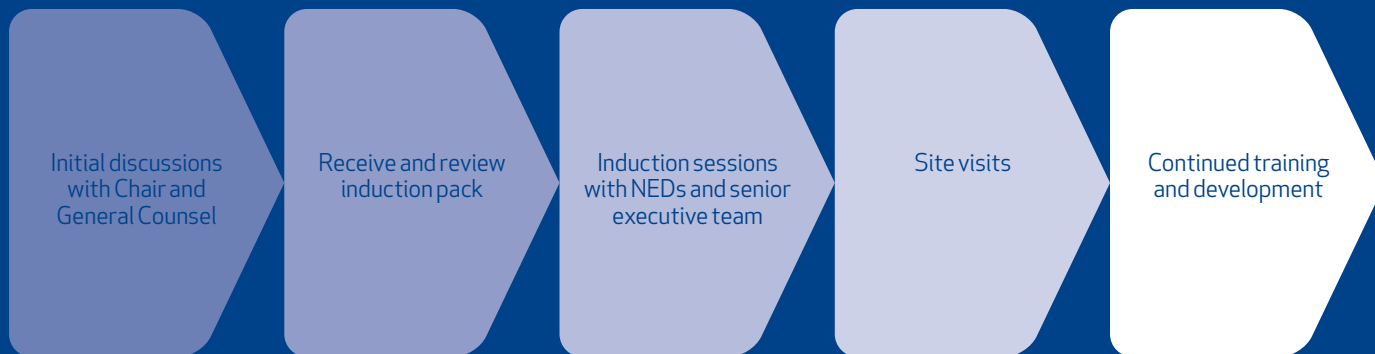 Initial discussions
with Chair and
General Counsel
Receive and review
induction pack
Induction sessions
with NEDs and senior
executive team
Site visits
Continued training
and development